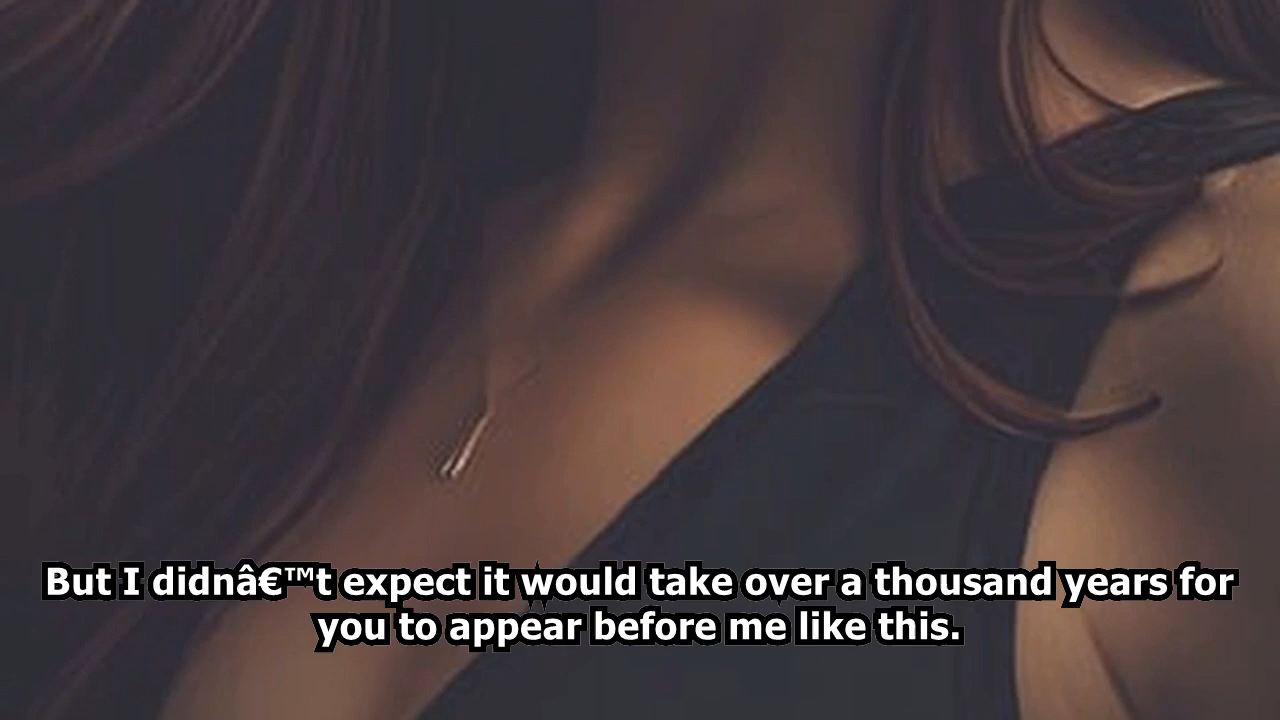 But I didnâ€™t expect it would take over a thousand years for
you to appear before me like this.